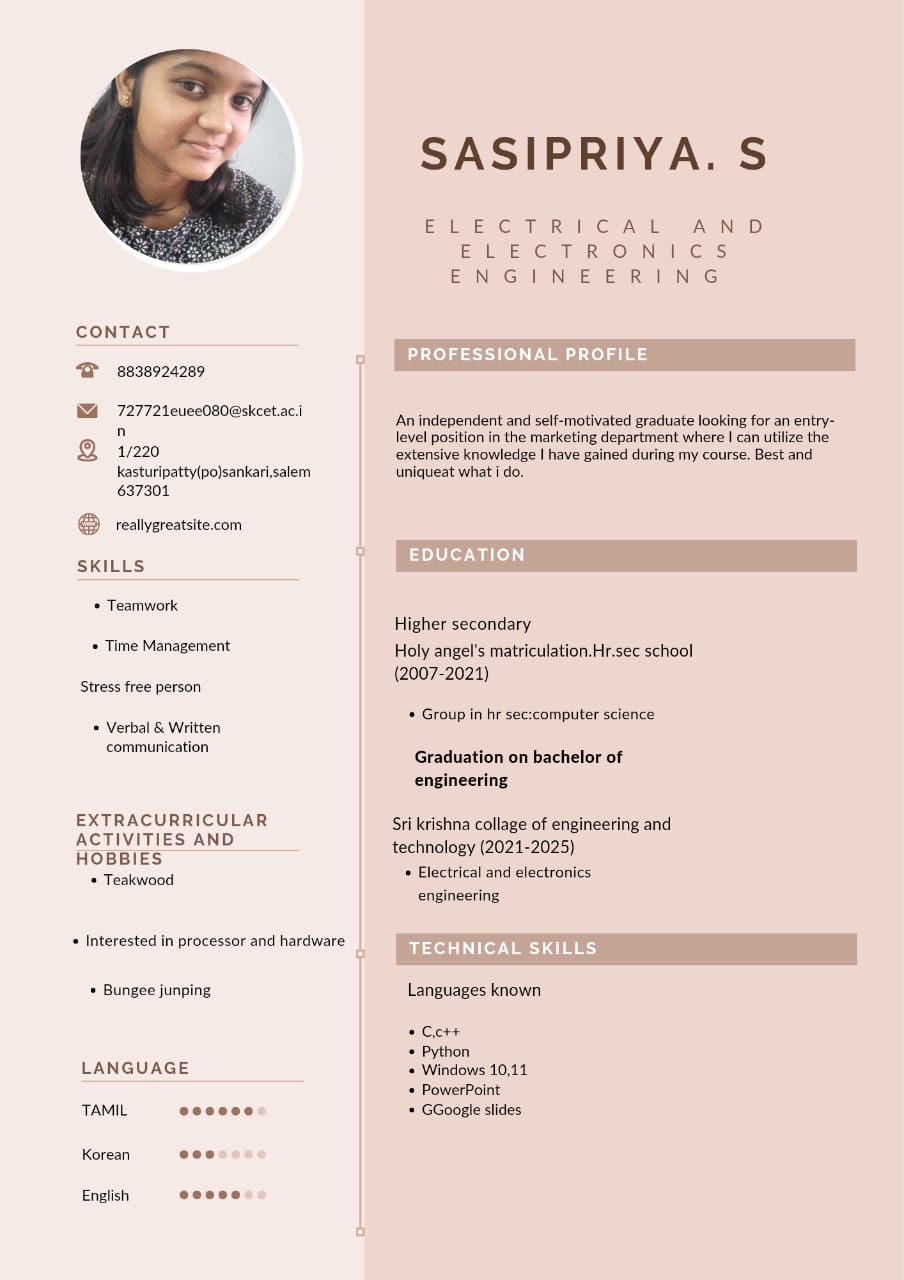 SASIPRIYA. S
ELECTRICAL AND
ELECTRONICS
ENGINEERING
CONTACT
8838924289
727721euee080@skcet.ac.i
n
1/220
kasturipatty(po)sankari,salem
637301
reallygreatsite.com
SKILLS
• Teamwork
• Time Management
Stress free person
• Verbal & Written
communication
EXTRACURRICULAR
ACTIVITIES AND
HOBBIES
• Teakwood
• Interested in processor and hardware
• Bungee junping
LANGUAGE
TAMIL
Korean
English
PROFESSIONAL PROFILE
An independent and self-motivated graduate looking for an entry-
level position in the marketing department where I can utilize the
extensive knowledge I have gained during my course. Best and
uniqueat what i do.
EDUCATION
Higher secondary
Holy angel's matriculation.Hr.sec school
(2007-2021)
• Group in hr sec:computer science
Graduation on bachelor of
engineering
Sri krishna collage of engineering and
technology (2021-2025)
• Electrical and electronics
engineering
TECHNICAL SKILLS
Languages known
• C,c++
• Python
• Windows 10,11
• PowerPoint
• GGoogle slides